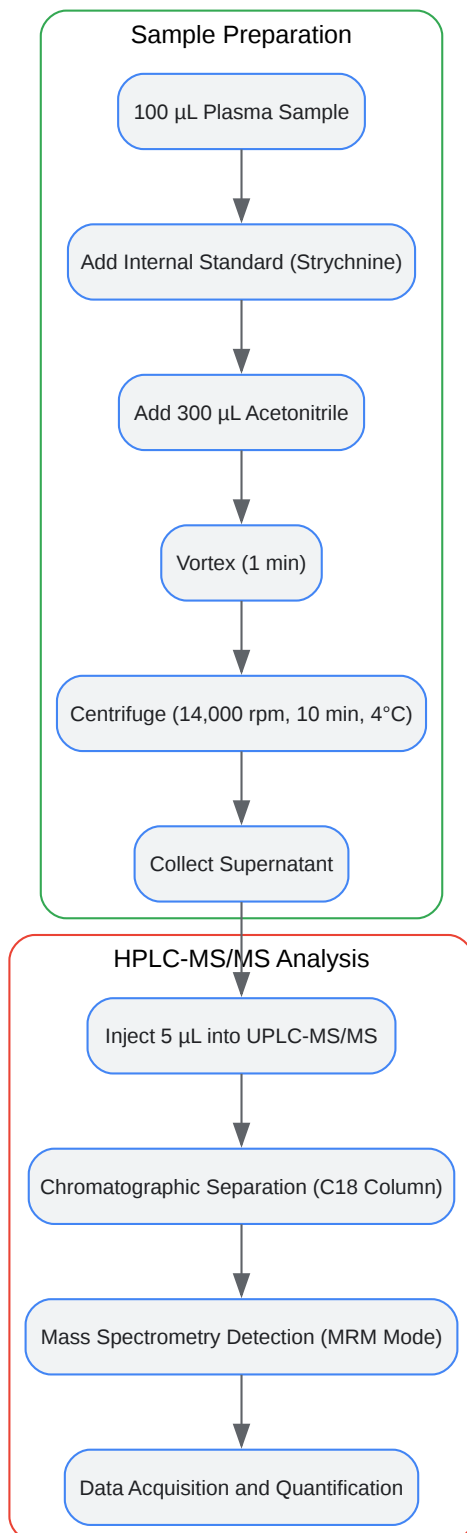 Sample Preparation
100 µL Plasma Sample
Add Internal Standard (Strychnine)
Add 300 µL Acetonitrile
Vortex (1 min)
Centrifuge (14,000 rpm, 10 min, 4°C)
Collect Supernatant
HPLC-MS/MS Analysis
Inject 5 µL into UPLC-MS/MS
Chromatographic Separation (C18 Column)
Mass Spectrometry Detection (MRM Mode)
Data Acquisition and Quantification